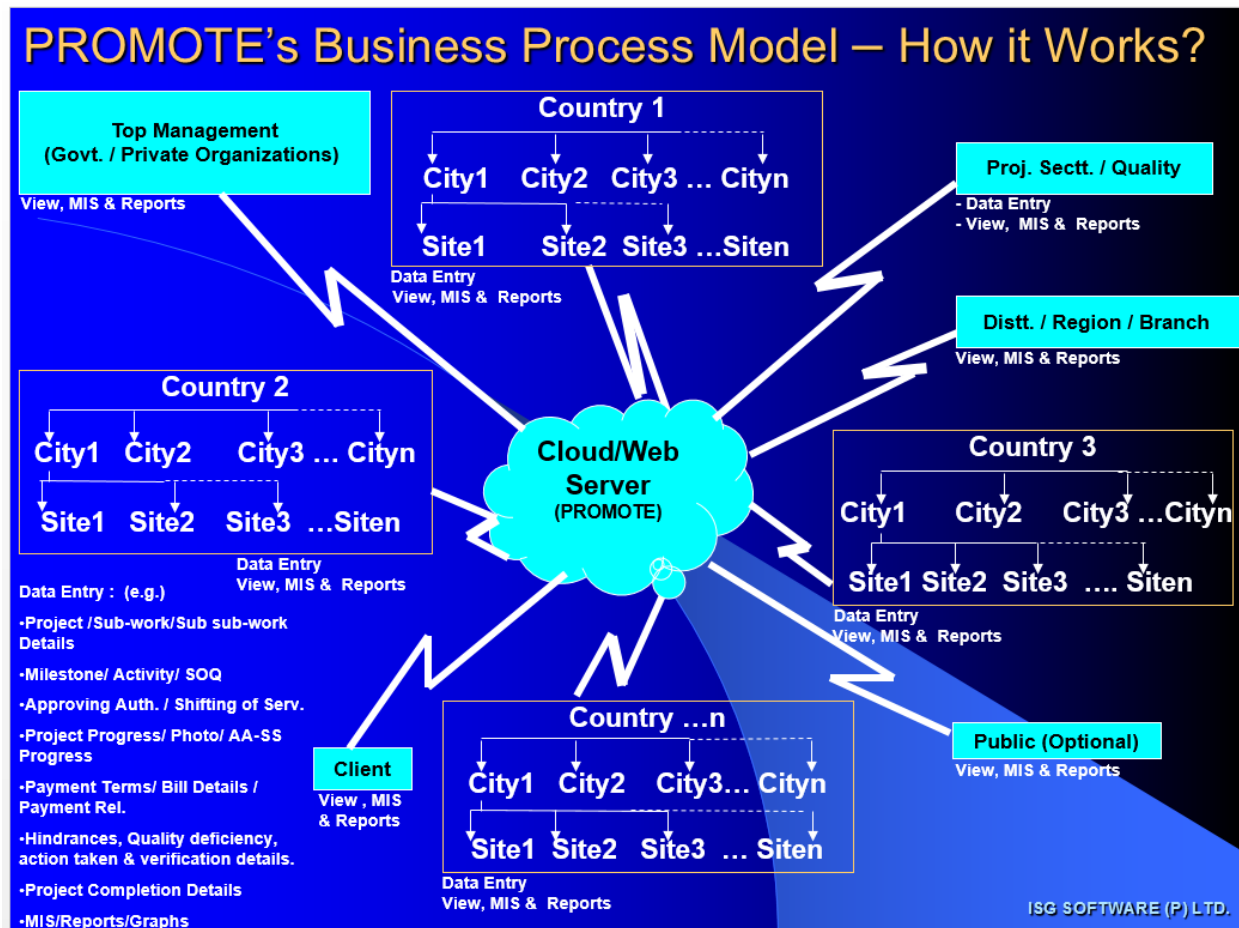 PROMOTE's Business Process Model – How it Works?
Top Management
(Govt. / Private Organizations)
View, MIS & Reports
Country 1
City1 City2 City3 ... Cityn
Site1 Site2 Site3 ...Siten
Data Entry
View, MIS & Reports
Proj. Sectt. / Quality
- Data Entry
- View, MIS & Reports
Distt. / Region / Branch
View, MIS & Reports
Country 2
City1 City2 City3 ... Cityn
Site1 Site2 Site3 ...Siten
Data Entry
View, MIS & Reports
Cloud/Web
Server
(PROMOTE)
Country 3
City1 City2 City3 ...Cityn
Site1 Site2 Site3 .... Siten
Data Entry
View, MIS & Reports
Data Entry : (e.g.)
•Project /Sub-work/Sub sub-work
Details
•Milestone/ Activity/ SOQ
•Approving Auth. / Shifting of Serv.
•Project Progress/ Photo/ AA-SS
Progress
•Payment Terms/ Bill Details /
Payment Rel.
•Hindrances, Quality deficiency,
action taken & verification details.
•Project Completion Details
•MIS/Reports/Graphs
Client
View , MIS
& Reports
Country ...n
City1 City2 City3... Cityn
Site1 Site2 Site3 ... Siten
Data Entry
View, MIS & Reports
Public (Optional)
View, MIS & Reports
ISG SOFTWARE (P) LTD.